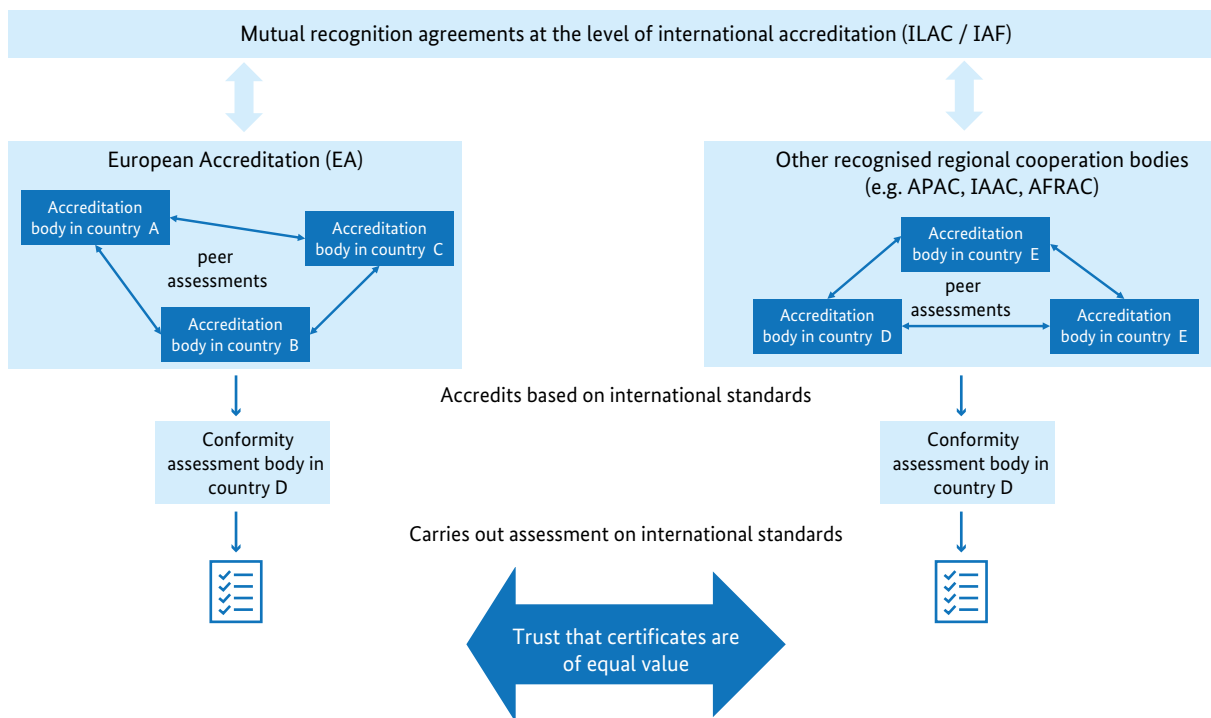 Mutual recognition agreements at the level of international accreditation (ILAC / IAF)
European Accreditation (EA)
Accreditation
body in country A
Accreditation
body in country C
peer
assessments
Accreditation
body in country B
Other recognised regional cooperation bodies
(e.g. APAC, IAAC, AFRAC)
Accreditation
body in country E
peer
assessments
Accreditation
body in country D
Accreditation
body in country E
Accredits based on international standards
Conformity
assessment body in
country D
Conformity
assessment body in
country D
Carries out assessment on international standards
Trust that certificates are
of equal value